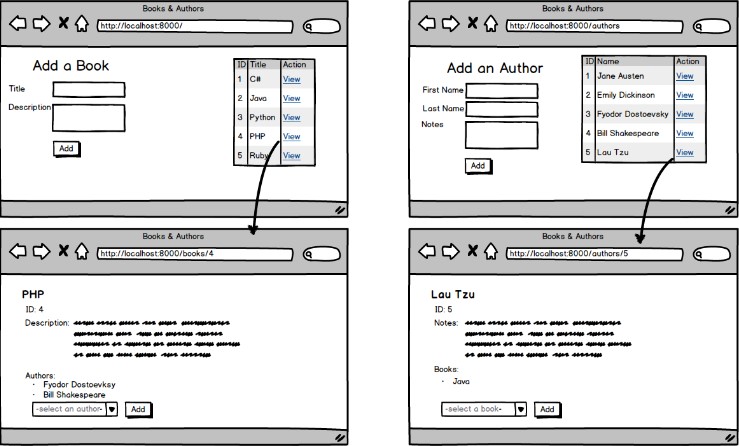 Books & Authors
http://localhost:8000/
Add a Book
Title
Description
Add
ID Title Action
1 C# View
2 Java View
3 Python View
4 PHP View
5 Ruby View
Books & Authors
http://localhost:8000/authors
Add an Author
First Name
Last Name
Notes
Add
ID Name Action
1 Jane Austen View
2 Emily Dickinson View
3 Fyodor Dostoevsky View
4 Bill Shakespeare View
5 Lau Tzu View
Books & Authors
http://localhost:8000/books/4
PHP
ID: 4
Description:
Authors:
· Fyodor Dostoevksy
· Bill Shakespeare
-select an author-
Add
Books & Authors
http://localhost:8000/authors/5
Lau Tzu
ID: 5
Notes:
Books:
· Java
-select a book-
Add